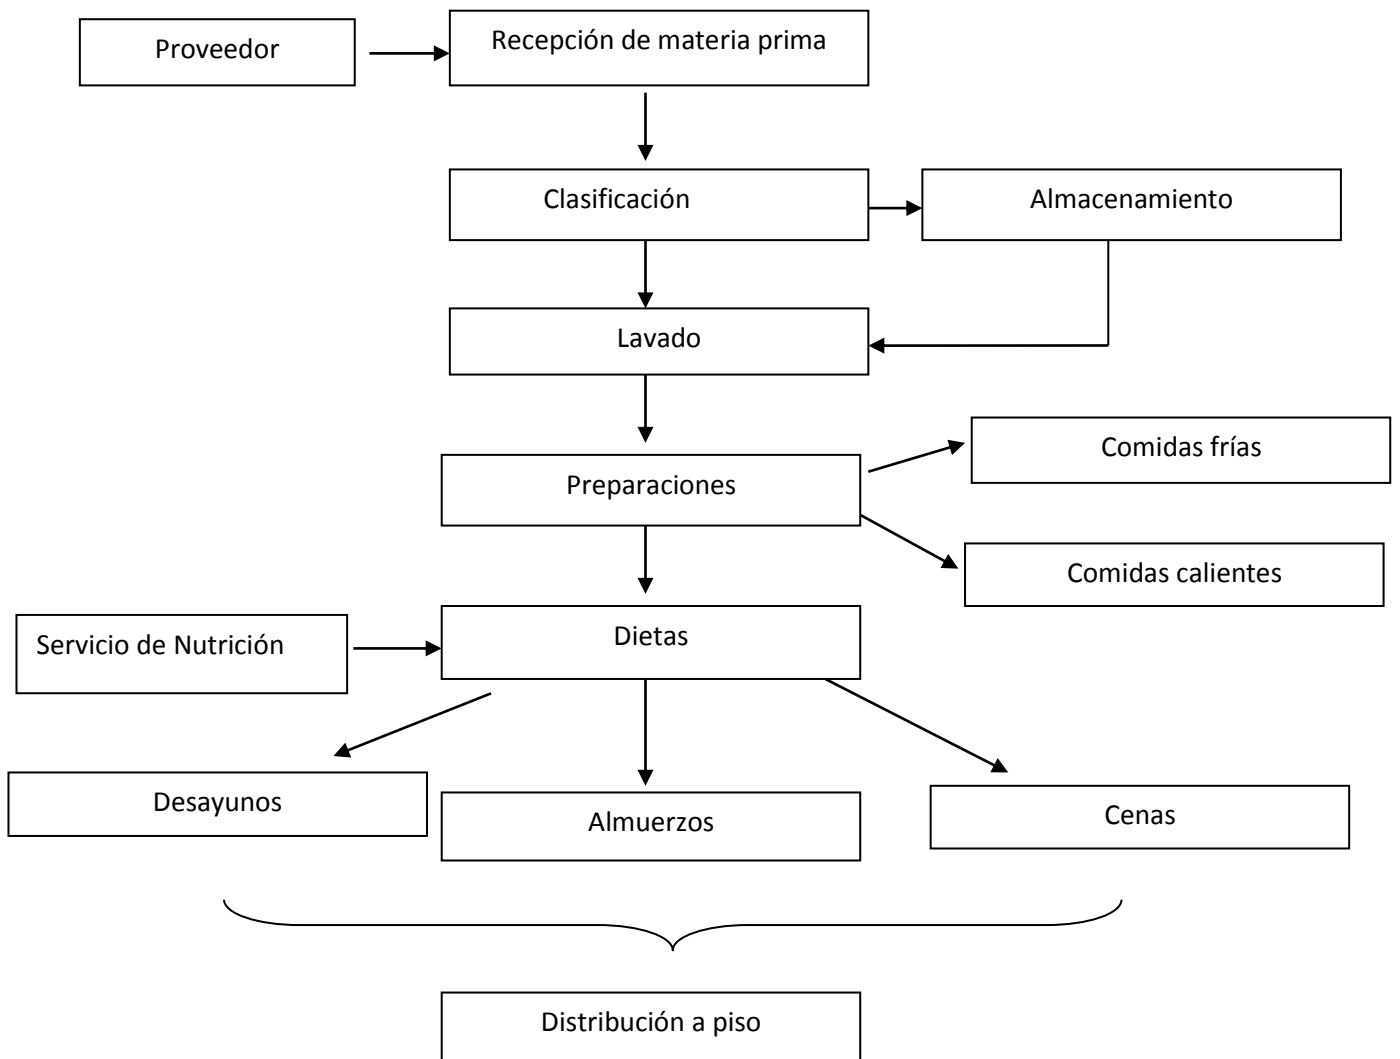 Proveedor
Recepción de materia prima
Clasificación
Almacenamiento
Lavado
Comidas frías
Preparaciones
Comidas calientes
Servicio de Nutrición
Dietas
Desayunos
Almuerzos
Cenas
Distribución a piso